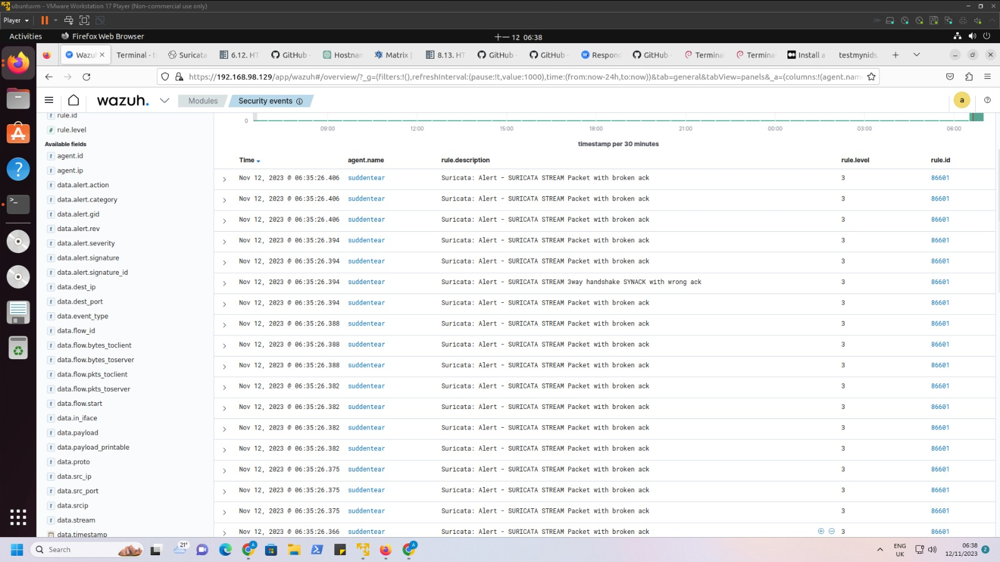 ubuntuvm - VMware Workstation 17 Player (Non-commercial use only)
Player
Activities Firefox Web Browser 十一 12 06:38
Wazuh Terminal - Suricata 6.12. HT GitHub - Hostnam Matrix | 8.13. HT GitHub - GitHub - Respond GitHub - Termina Termina Install a testmynids.
https://192.168.98.129/app/wazuh#/overview/?_g=(filters:!(),refreshInterval:(pause:!t,value:1000),time:(from:now-24h,to:now))&tab=general&tabView=panels&_a=(columns:!(agent.nam
wazuh. Modules Security events a
t rule.id
# rule.level
Available fields
t agent.id
t agent.ip
t data.alert.action
t data.alert.category
t data.alert.gid
t data.alert.rev
t data.alert.severity
t data.alert.signature
t data.alert.signature_id
t data.dest_ip
t data.dest_port
t data.event_type
t data.flow_id
t data.flow.bytes_toclient
t data.flow.bytes_toserver
t data.flow.pkts_toclient
t data.flow.pkts_toserver
t data.flow.start
t data.in_iface
t data.payload
t data.payload_printable
t data.proto
t data.src_ip
t data.src_port
t data.srcip
t data.stream
data.timestamp
0
09:00 12:00 15:00 18:00 21:00 00:00 03:00 06:00
timestamp per 30 minutes
Time agent.name rule.description rule.level rule.id
Nov 12, 2023 @ 06:35:26.406 suddentear Suricata: Alert - SURICATA STREAM Packet with broken ack 3 86601
Nov 12, 2023 @ 06:35:26.406 suddentear Suricata: Alert - SURICATA STREAM Packet with broken ack 3 86601
Nov 12, 2023 @ 06:35:26.406 suddentear Suricata: Alert - SURICATA STREAM Packet with broken ack 3 86601
Nov 12, 2023 @ 06:35:26.394 suddentear Suricata: Alert - SURICATA STREAM Packet with broken ack 3 86601
Nov 12, 2023 @ 06:35:26.394 suddentear Suricata: Alert - SURICATA STREAM Packet with broken ack 3 86601
Nov 12, 2023 @ 06:35:26.394 suddentear Suricata: Alert - SURICATA STREAM 3way handshake SYNACK with wrong ack 3 86601
Nov 12, 2023 @ 06:35:26.394 suddentear Suricata: Alert - SURICATA STREAM Packet with broken ack 3 86601
Nov 12, 2023 @ 06:35:26.388 suddentear Suricata: Alert - SURICATA STREAM Packet with broken ack 3 86601
Nov 12, 2023 @ 06:35:26.388 suddentear Suricata: Alert - SURICATA STREAM Packet with broken ack 3 86601
Nov 12, 2023 @ 06:35:26.388 suddentear Suricata: Alert - SURICATA STREAM Packet with broken ack 3 86601
Nov 12, 2023 @ 06:35:26.382 suddentear Suricata: Alert - SURICATA STREAM Packet with broken ack 3 86601
Nov 12, 2023 @ 06:35:26.382 suddentear Suricata: Alert - SURICATA STREAM Packet with broken ack 3 86601
Nov 12, 2023 @ 06:35:26.382 suddentear Suricata: Alert - SURICATA STREAM Packet with broken ack 3 86601
Nov 12, 2023 @ 06:35:26.382 suddentear Suricata: Alert - SURICATA STREAM Packet with broken ack 3 86601
Nov 12, 2023 @ 06:35:26.375 suddentear Suricata: Alert - SURICATA STREAM Packet with broken ack 3 86601
Nov 12, 2023 @ 06:35:26.375 suddentear Suricata: Alert - SURICATA STREAM Packet with broken ack 3 86601
Nov 12, 2023 @ 06:35:26.375 suddentear Suricata: Alert - SURICATA STREAM Packet with broken ack 3 86601
Nov 12, 2023 @ 06:35:26.366 suddentear Suricata: Alert - SURICATA STREAM Packet with broken ack 3 86601
Search 21° ENG UK 06:38 12/11/2023 2